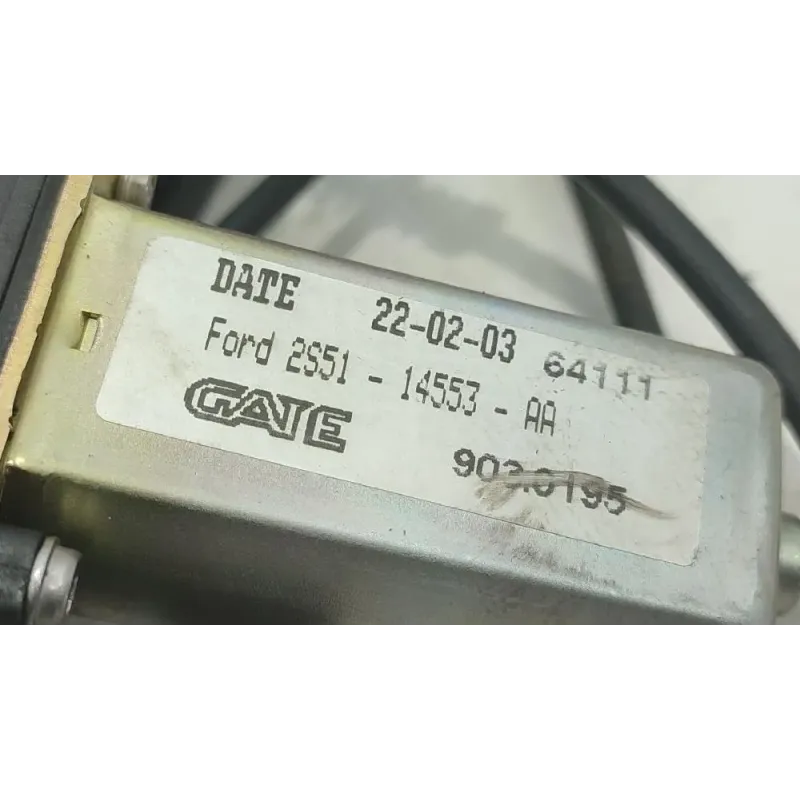 DATE 22-02-03 64111
Ford 2S51 - 14553 - AA
GATE